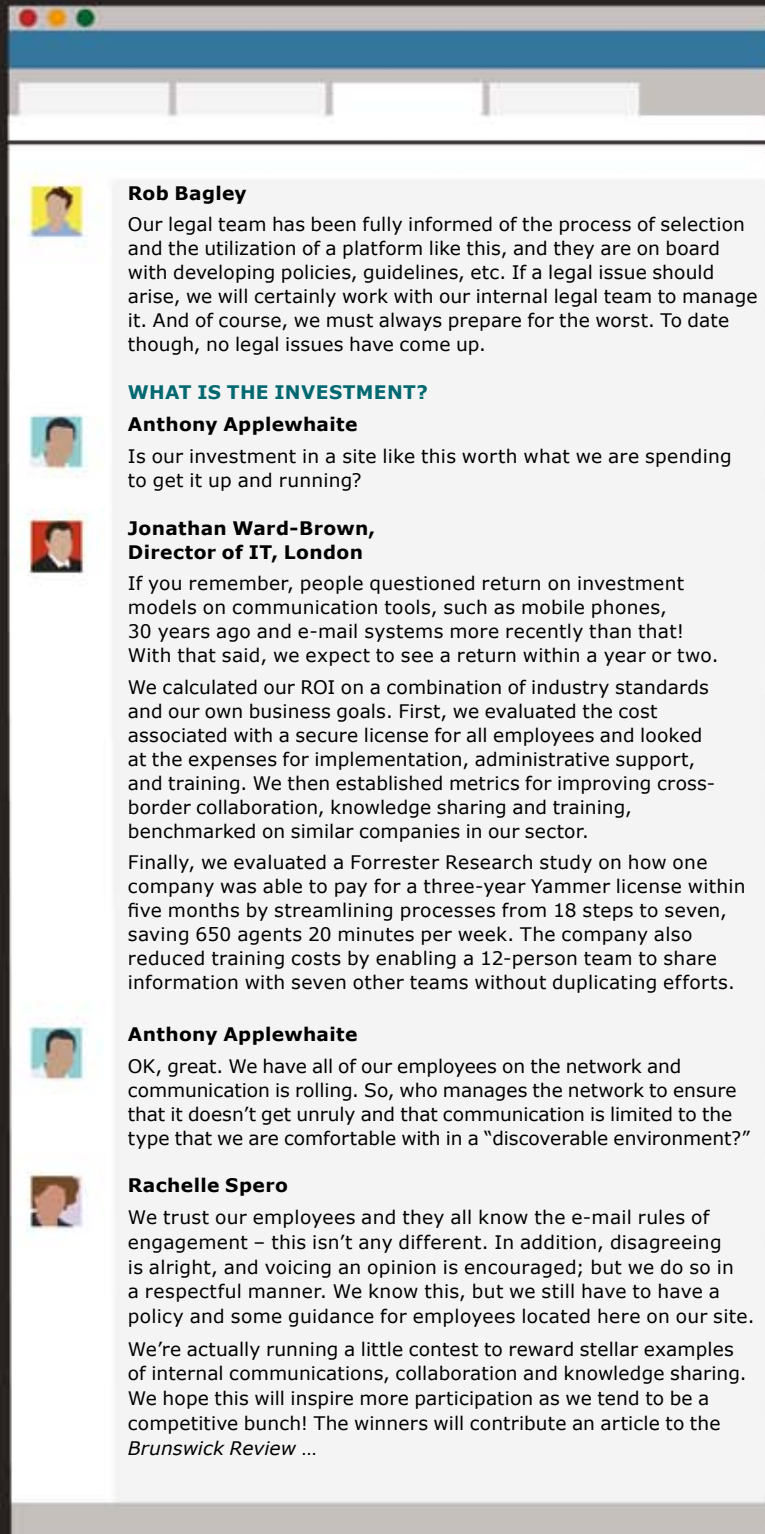 Rob Bagley
Our legal team has been fully informed of the process of selection
and the utilization of a platform like this, and they are on board
with developing policies, guidelines, etc. If a legal issue should
arise, we will certainly work with our internal legal team to manage
it. And of course, we must always prepare for the worst. To date
though, no legal issues have come up.
WHAT IS THE INVESTMENT?
Anthony Applewhaite
Is our investment in a site like this worth what we are spending
to get it up and running?
Jonathan Ward-Brown,
Director of IT, London
If you remember, people questioned return on investment
models on communication tools, such as mobile phones,
30 years ago and e-mail systems more recently than that!
With that said, we expect to see a return within a year or two.
We calculated our ROI on a combination of industry standards
and our own business goals. First, we evaluated the cost
associated with a secure license for all employees and looked
at the expenses for implementation, administrative support,
and training. We then established metrics for improving cross-
border collaboration, knowledge sharing and training,
benchmarked on similar companies in our sector.
Finally, we evaluated a Forrester Research study on how one
company was able to pay for a three-year Yammer license within
five months by streamlining processes from 18 steps to seven,
saving 650 agents 20 minutes per week. The company also
reduced training costs by enabling a 12-person team to share
information with seven other teams without duplicating efforts.
Anthony Applewhaite
OK, great. We have all of our employees on the network and
communication is rolling. So, who manages the network to ensure
that it doesn’t get unruly and that communication is limited to the
type that we are comfortable with in a “discoverable environment?”
Rachelle Spero
We trust our employees and they all know the e-mail rules of
engagement – this isn’t any different. In addition, disagreeing
is alright, and voicing an opinion is encouraged; but we do so in
a respectful manner. We know this, but we still have to have a
policy and some guidance for employees located here on our site.
We’re actually running a little contest to reward stellar examples
of internal communications, collaboration and knowledge sharing.
We hope this will inspire more participation as we tend to be a
competitive bunch! The winners will contribute an article to the
Brunswick Review …